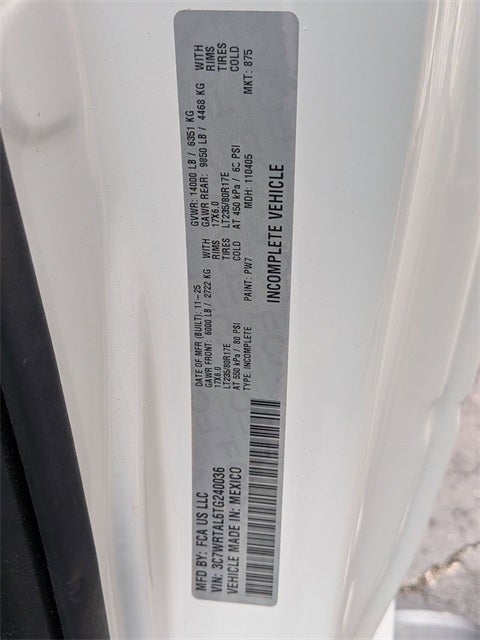 MFD BY: FCA US LLC
VIN: 3C7WRTAL6TG240036
VEHICLE MADE IN: MEXICO
DATE OF MFR (BUILT): 11-25
GAWR FRONT: 6000 LB / 2722 KG WITH
17X6.0 RIMS
LT235/80R17E TIRES
AT 550 kPa / 80 PSI COLD
TYPE: INCOMPLETE PAINT: PW7
GVWR: 14000 LB / 6351 KG
GAWR REAR: 9850 LB / 4468 KG WITH
17X6.0 RIMS
LT235/80R17E TIRES
AT 450 kPa / 65 PSI COLD
MDH: 110405 MKT: 875
INCOMPLETE VEHICLE